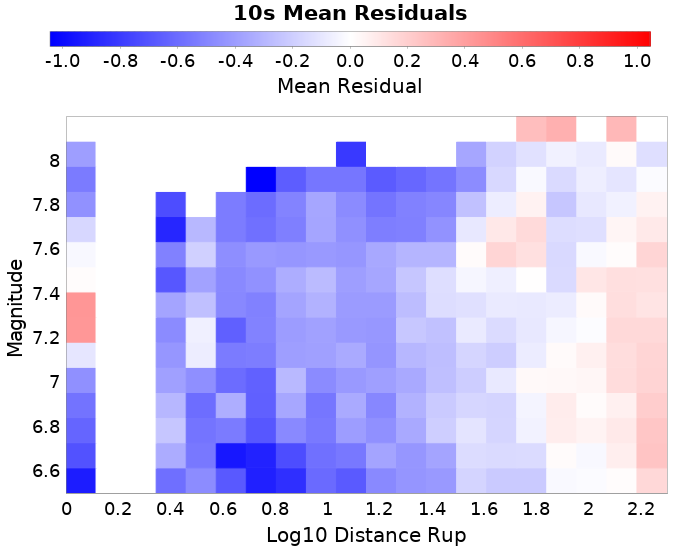 10s Mean Residuals
-1.0 -0.8 -0.6 -0.4 -0.2 0.0 0.2 0.4 0.6 0.8 1.0
Mean Residual
8
7.8
7.6
7.4
7.2
7
6.8
6.6
Magnitude
0 0.2 0.4 0.6 0.8 1 1.2 1.4 1.6 1.8 2 2.2
Log10 Distance Rup